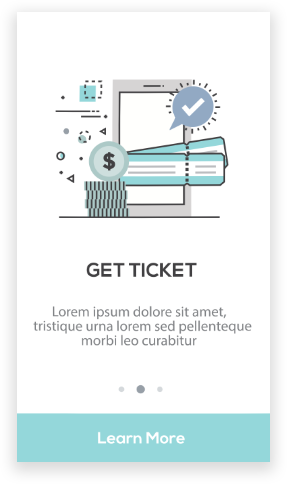 $
GET TICKET
Lorem ipsum dolore sit amet,
tristique urna lorem sed pellenteque
morbi leo curabitur
Learn More